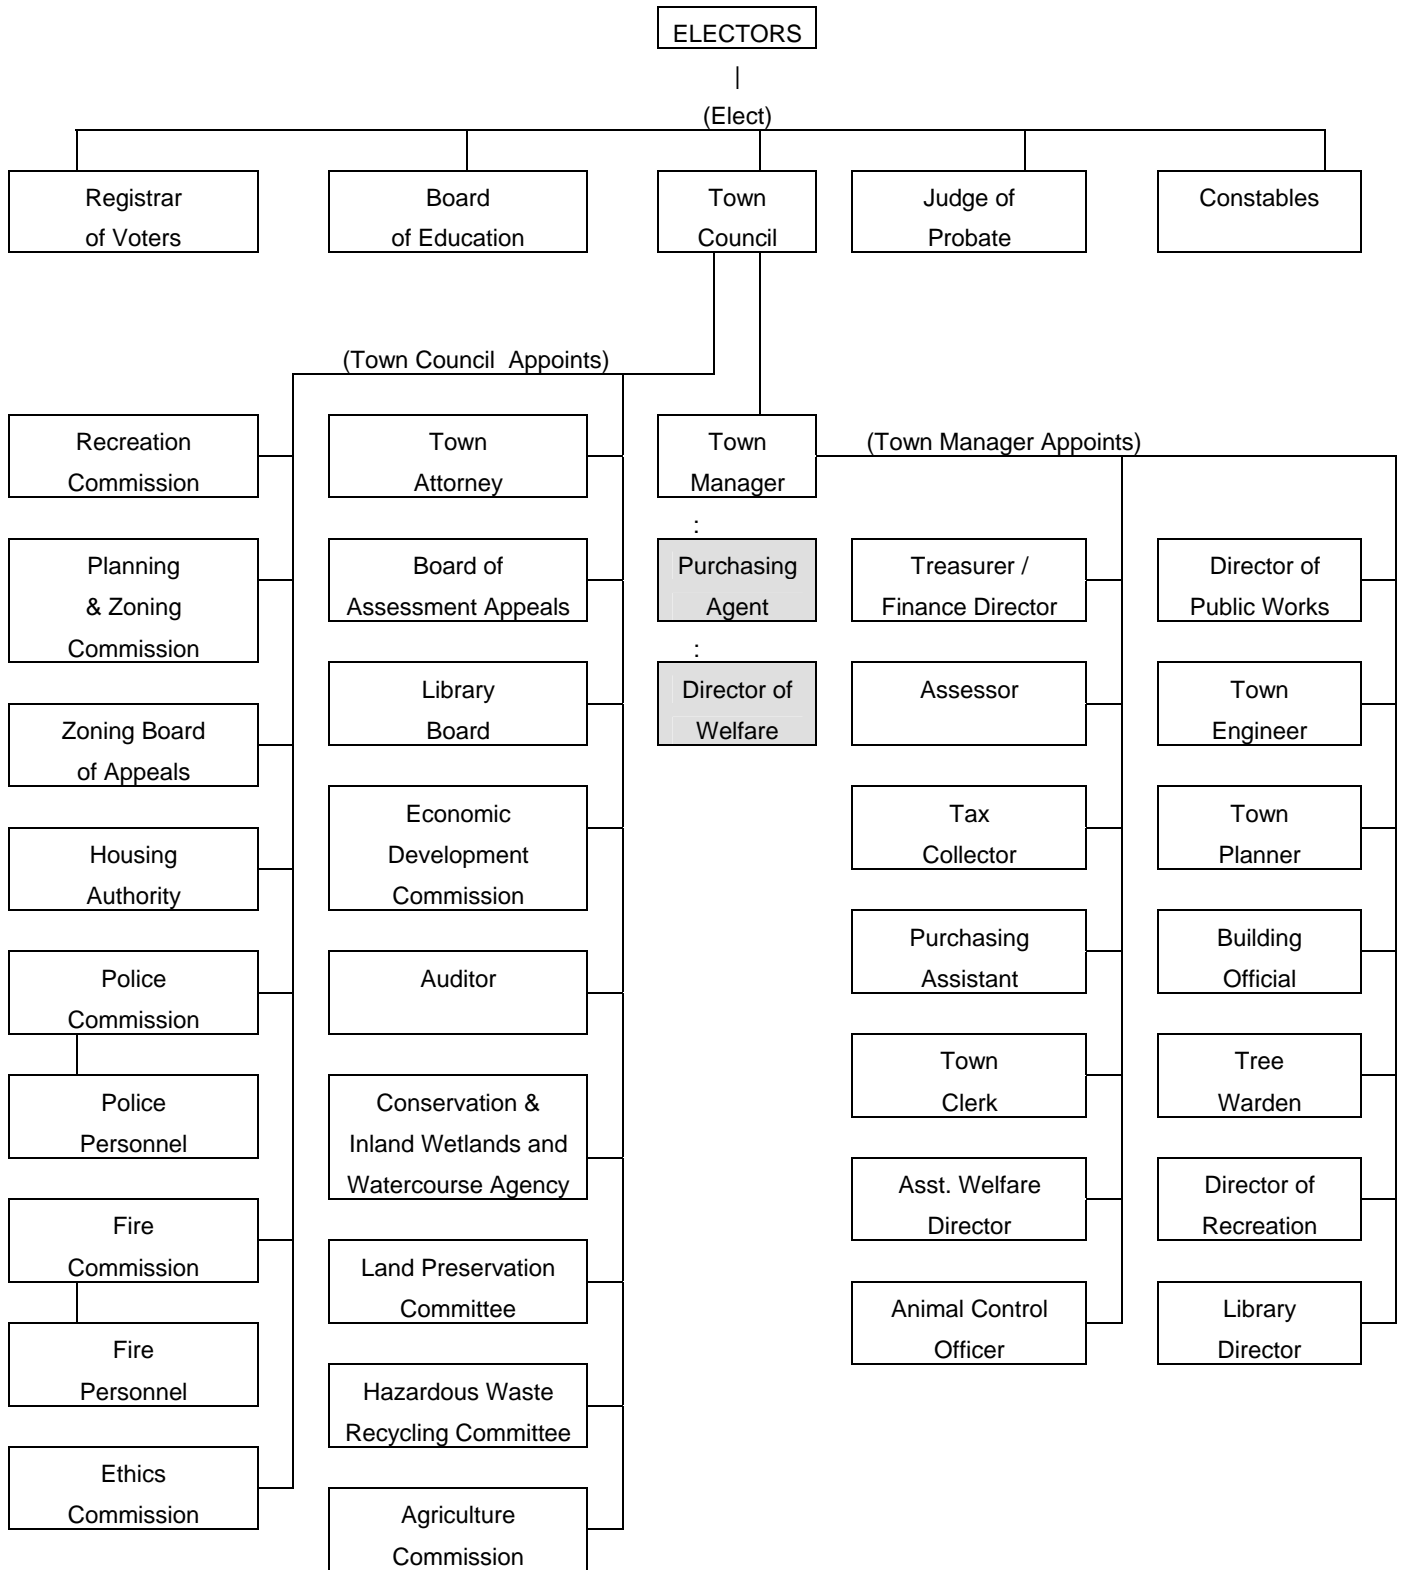 ELECTORS
|
(Elect)
Registrar
of Voters
Board
of Education
Town
Council
Judge of
Probate
Constables
(Town Council Appoints)
Recreation
Commission
Planning
& Zoning
Commission
Zoning Board
of Appeals
Housing
Authority
Police
Commission
Police
Personnel
Fire
Commission
Fire
Personnel
Ethics
Commission
Town
Attorney
Board of
Assessment Appeals
Library
Board
Economic
Development
Commission
Auditor
Conservation &
Inland Wetlands and
Watercourse Agency
Land Preservation
Committee
Hazardous Waste
Recycling Committee
Agriculture
Commission
Town
Manager
:
Purchasing
Agent
:
Director of
Welfare
(Town Manager Appoints)
Treasurer /
Finance Director
Assessor
Tax
Collector
Purchasing
Assistant
Town
Clerk
Asst. Welfare
Director
Animal Control
Officer
Director of
Public Works
Town
Engineer
Town
Planner
Building
Official
Tree
Warden
Director of
Recreation
Library
Director